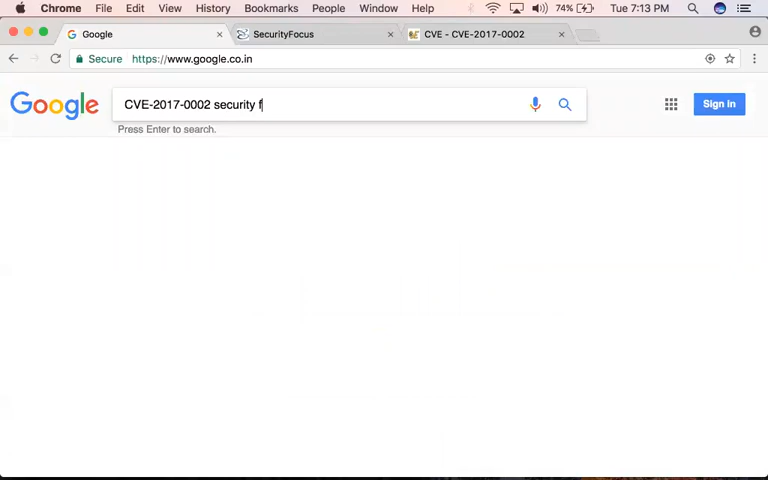 Chrome File Edit View History Bookmarks People Window Help 74% Tue 7:13 PM
Google SecurityFocus CVE - CVE-2017-0002
Secure https://www.google.co.in
Google CVE-2017-0002 security f Sign in
Press Enter to search.